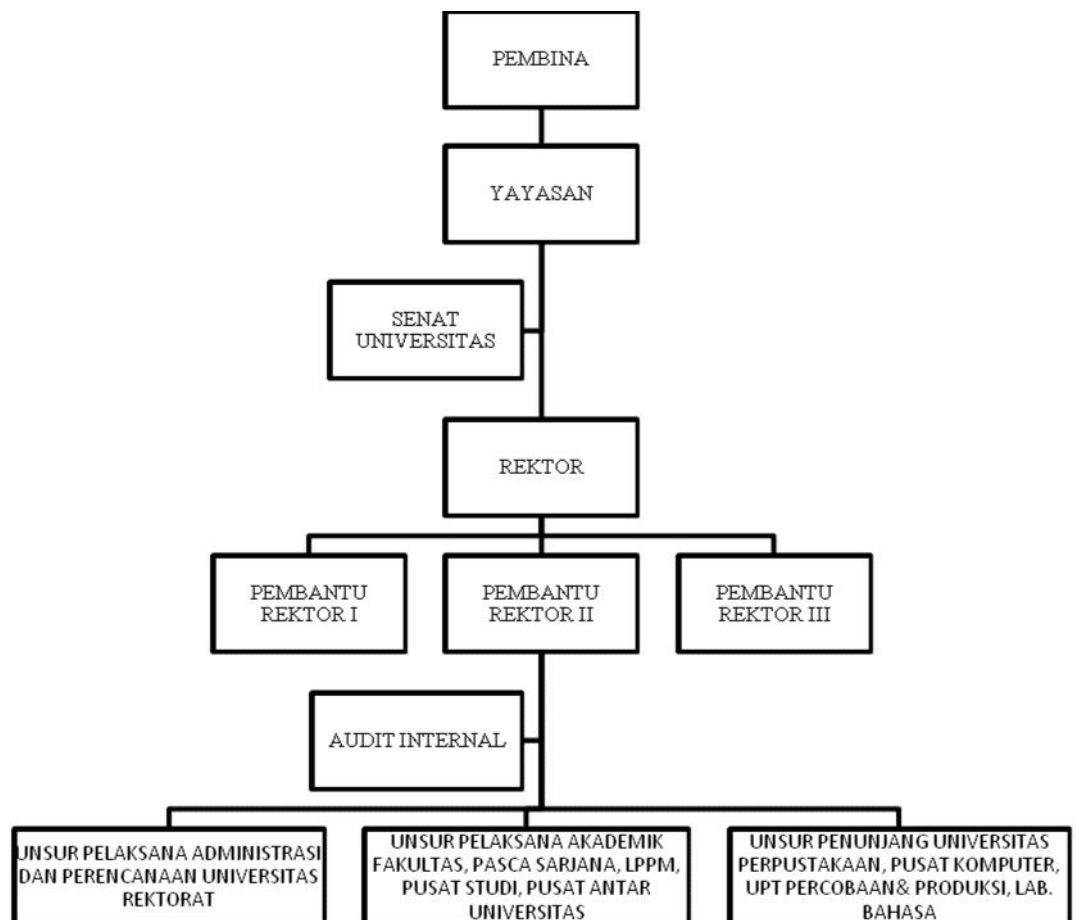 PEMBINA
YAYASAN
SENAT
UNIVERSITAS
REKTOR
PEMBANTU
REKTOR I
PEMBANTU
REKTOR II
PEMBANTU
REKTOR III
AUDIT INTERNAL
UNSUR PELAKSANA ADMINISTRASI
DAN PERENCANAAN UNIVERSITAS
REKTORAT
UNSUR PELAKSANA AKADEMIK
FAKULTAS, PASCA SARJANA, LPPM,
PUSAT STUDI, PUSAT ANTAR
UNIVERSITAS
UNSUR PENUNJANG UNIVERSITAS
PERPUSTAKAAN, PUSAT KOMPUTER,
UPT PERCOBAAN& PRODUKSI, LAB.
BAHASA